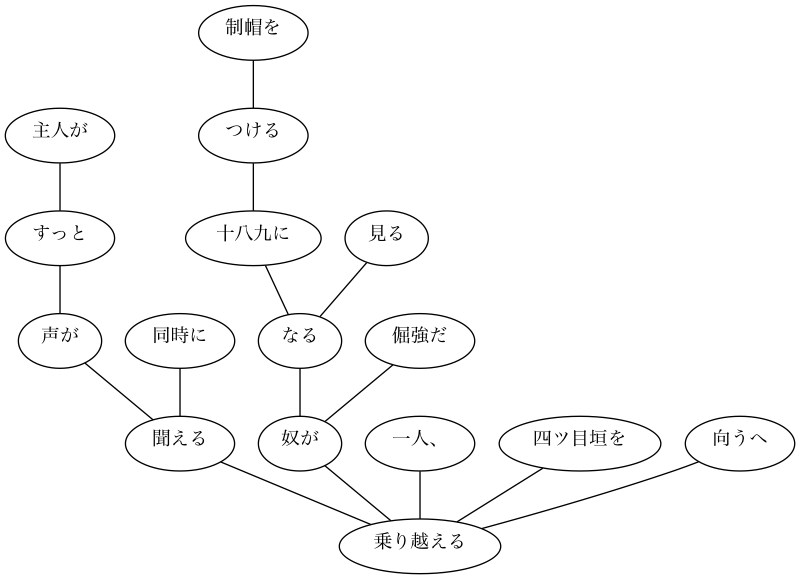 制帽を
主人が
つける
すっと
十八九に
見る
声が
同時に
なる
倔強だ
聞える
奴が
一人、
四ツ目垣を
向うへ
乗り越える